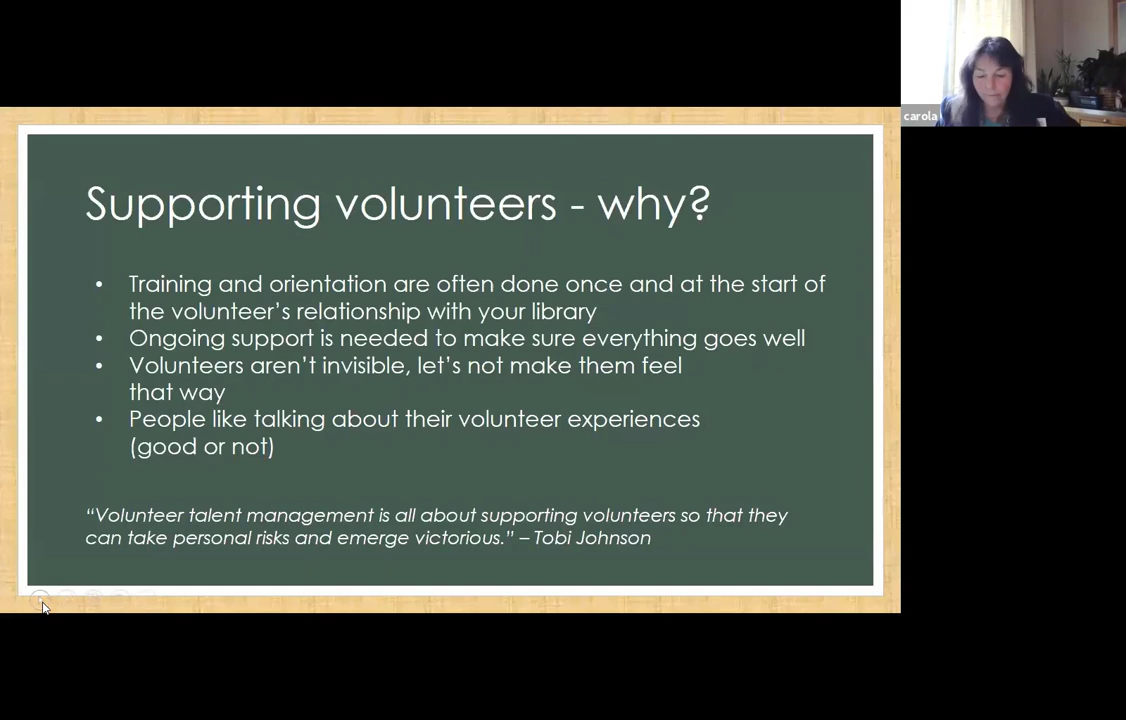 carola
Supporting volunteers - why?
• Training and orientation are often done once and at the start of
the volunteer’s relationship with your library
• Ongoing support is needed to make sure everything goes well
• Volunteers aren’t invisible, let’s not make them feel
that way
• People like talking about their volunteer experiences
(good or not)
“Volunteer talent management is all about supporting volunteers so that they
can take personal risks and emerge victorious.” – Tobi Johnson